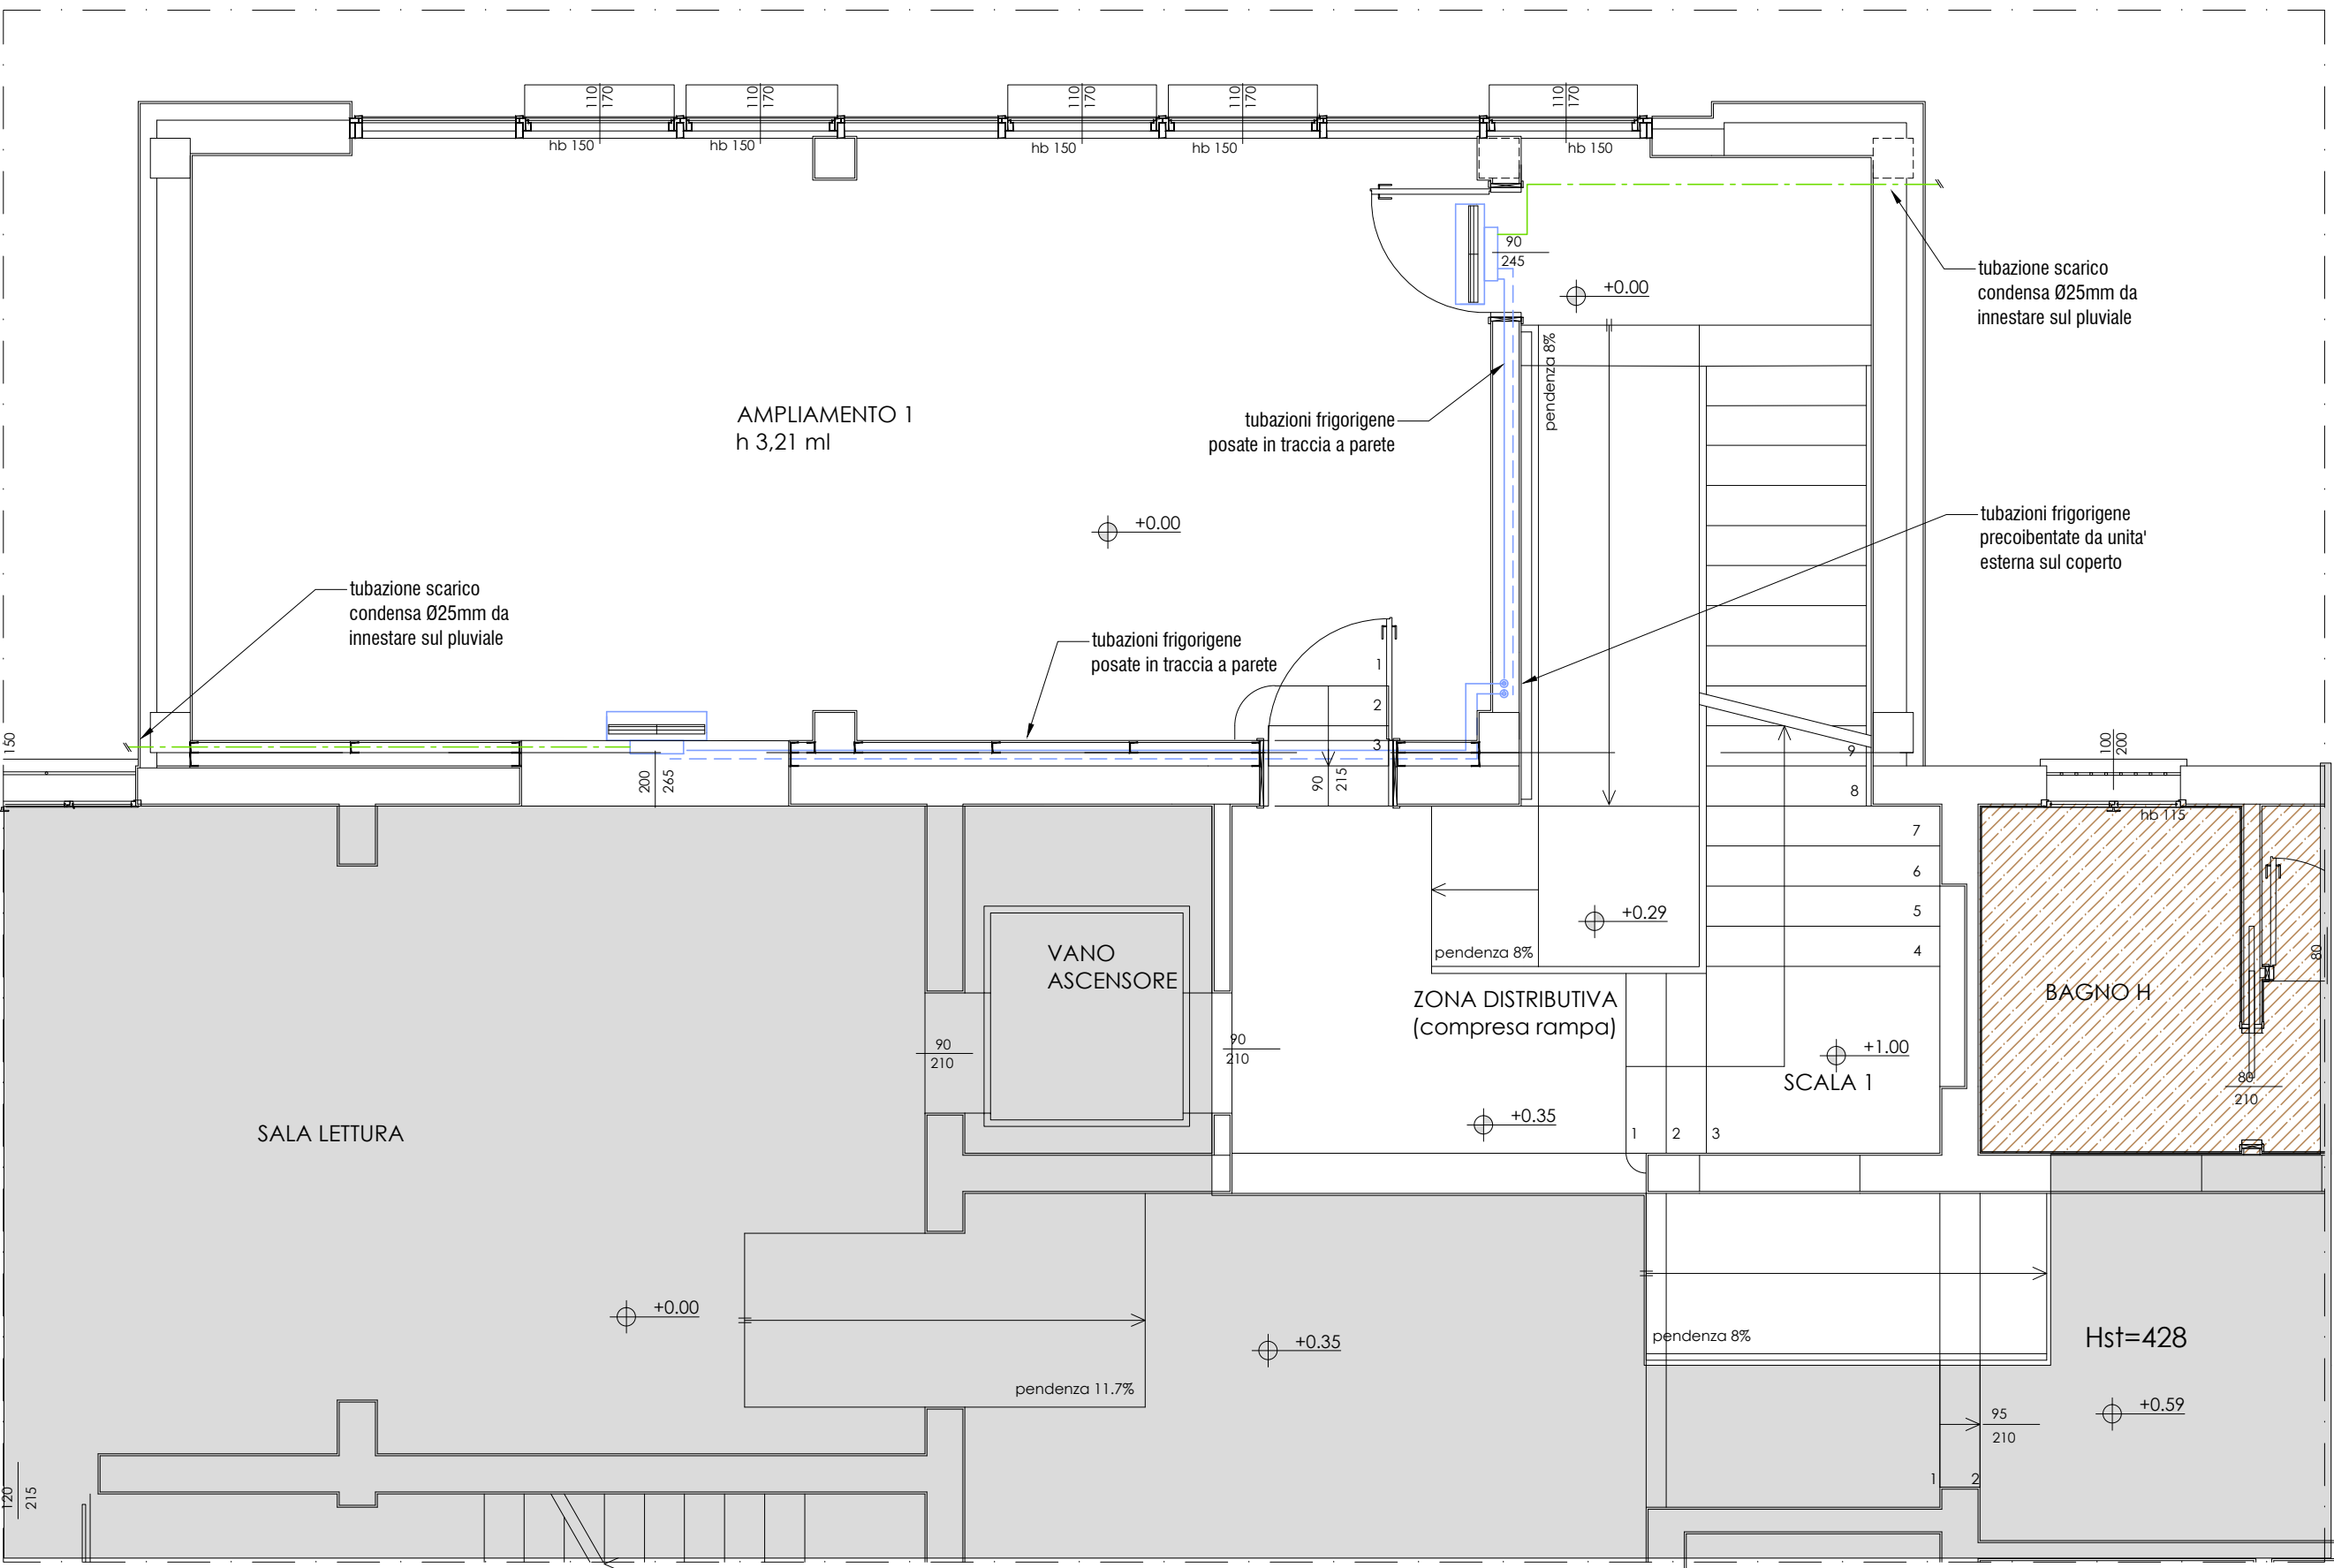 110
170
110
170
110
170
110
170
110
170
hb 150
hb 150
hb 150
hb 150
hb 150
90
245
+0.00
tubazione scarico
condensa Ø25mm da
innestare sul pluviale
pendenza 8%
AMPLIAMENTO 1
h 3,21 ml
tubazioni frigorigene
posate in traccia a parete
+0.00
tubazioni frigorigene
precoibentate da unita'
esterna sul coperto
tubazione scarico
condensa Ø25mm da
innestare sul pluviale
tubazioni frigorigene
posate in traccia a parete
1
2
3
150
200
265
90
215
9
8
100
200
hb 115
7
6
5
4
+0.29
pendenza 8%
VANO
ASCENSORE
ZONA DISTRIBUTIVA
(compresa rampa)
BAGNO H
80
90
210
90
210
+1.00
SCALA 1
80
210
SALA LETTURA
+0.35
1
2
3
+0.00
+0.35
pendenza 8%
Hst=428
pendenza 11.7%
+0.59
95
210
1
2
120
215